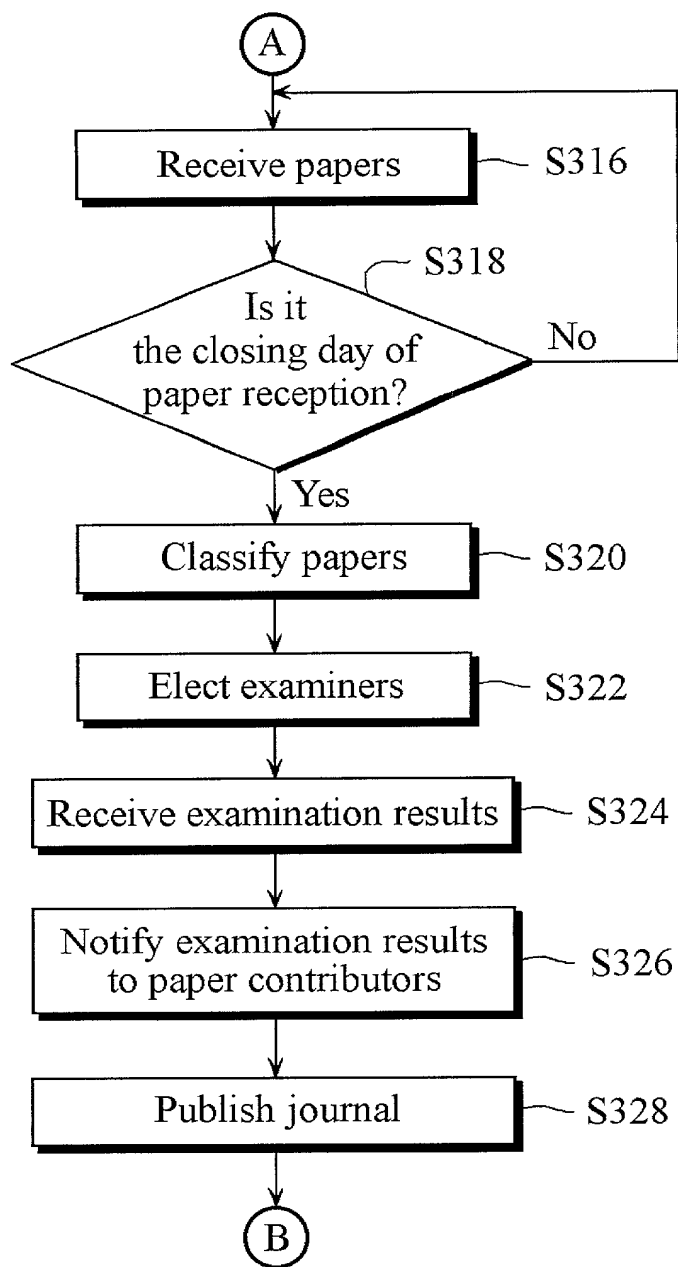 A
Receive papers
S316
S318
Is it
the closing day of
paper reception?
No
Yes
Classify papers
S320
Elect examiners
S322
Receive examination results
S324
Notify examination results
to paper contributors
S326
Publish journal
S328
B